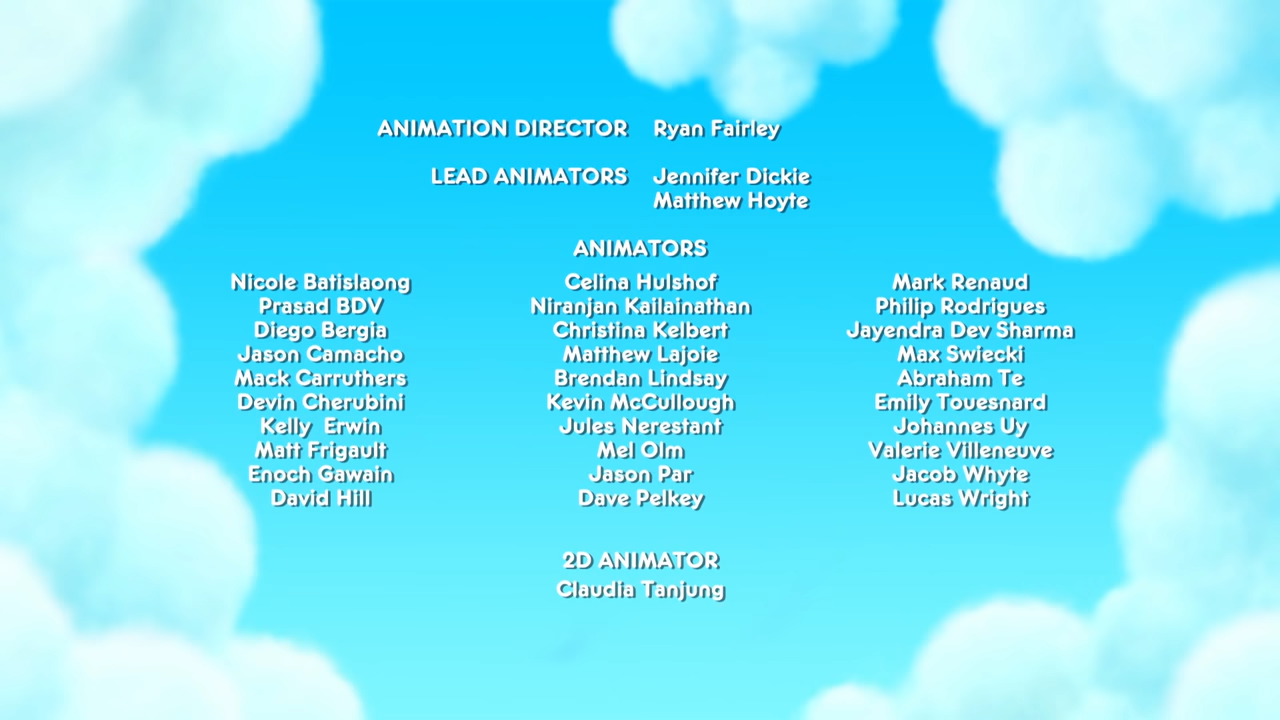 ANIMATION DIRECTOR Ryan Fairley
LEAD ANIMATORS Jennifer Dickie
Matthew Hoyte
ANIMATORS
Nicole Batislaong
Prasad BDV
Diego Bergia
Jason Camacho
Mack Carruthers
Devin Cherubini
Kelly  Erwin
Matt Frigault
Enoch Gawain
David Hill
Celina Hulshof
Niranjan Kailainathan
Christina Kelbert
Matthew Lajoie
Brendan Lindsay
Kevin McCullough
Jules Nerestant
Mel Olm
Jason Par
Dave Pelkey
Mark Renaud
Philip Rodrigues
Jayendra Dev Sharma
Max Swiecki
Abraham Te
Emily Touesnard
Johannes Uy
Valerie Villeneuve
Jacob Whyte
Lucas Wright
2D ANIMATOR
Claudia Tanjung